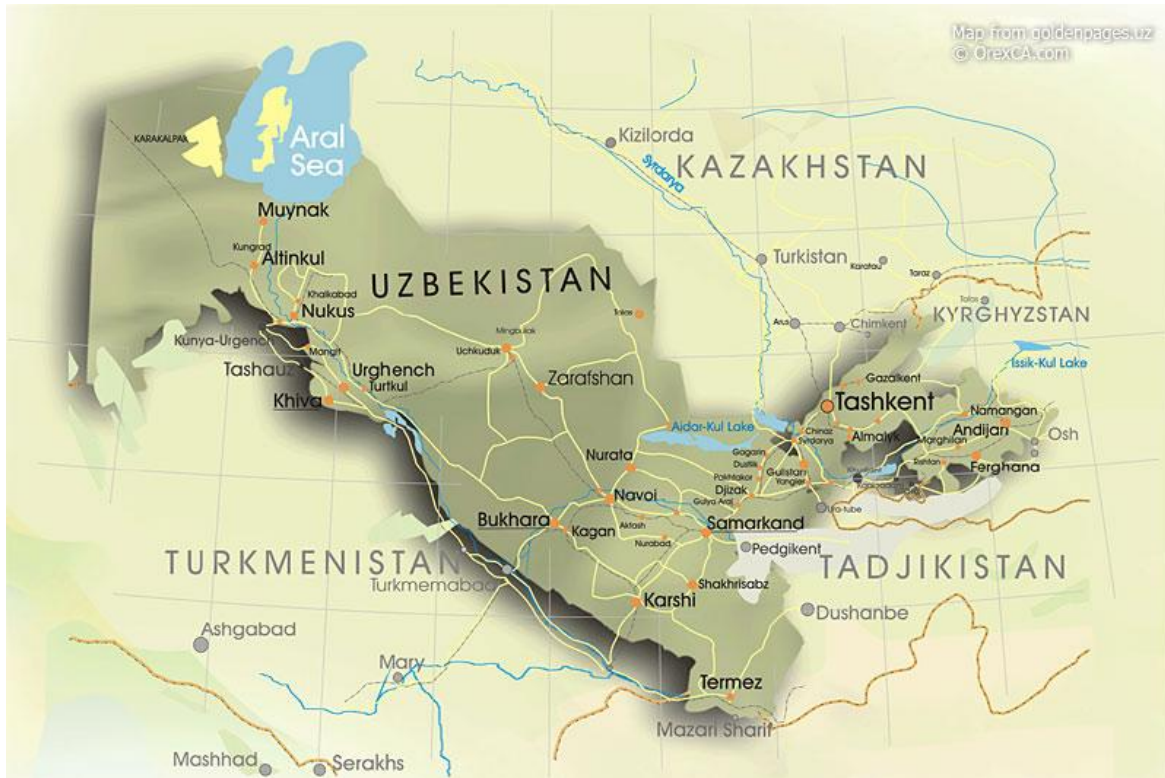 Map from goldenpages.uz
© OrexCA.com
KARAKALPAK
Aral
Sea
Kizilorda
Syrdarya
KAZAKHSTAN
Muynak
Kungrad
Altinkul
UZBEKISTAN
Turkistan
Karatau
Taraz
Khalkabad
Nukus
Talas
KYRGHYZSTAN
Arus
Chimkent
Kunya-Urgench
Mangit
Mingbulak
Uchkuduk
Issik-Kul Lake
Tashauz
Urghench
Turtkul
Zarafshan
Gazalkent
Khiva
Tashkent
Namangan
Aidar-Kul Lake
Chinaz
Syrdarya
Almalyk
Andijan
Osh
Marghilan
Nurata
Gagarin
Dustlik
Gulistan
Rishtan
Ferghana
Pakhtakor
Yangier
Navoi
Djizak
Gulya Aral
Ura-tube
Bukhara
Kagan
Aktash
Samarkand
Nurabad
Pedgikent
TURKMENISTAN
TADJIKISTAN
Turkmemabad
Shakhrisabz
Karshi
Dushanbe
Ashgabad
Mary
Termez
Mazari Sharif
Mashhad
Serakhs